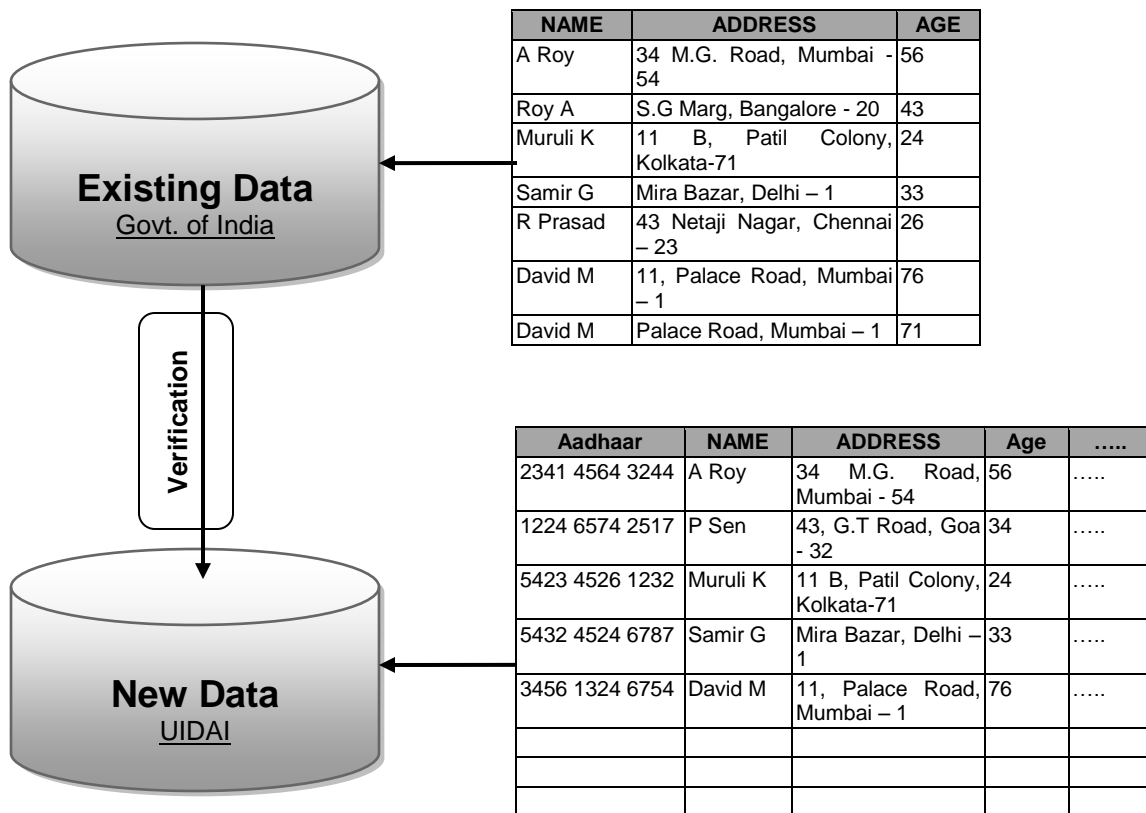 NAME ADDRESS AGE
A Roy 34 M.G. Road, Mumbai - 56
54
Roy A S.G Marg, Bangalore - 20 43
Muruli K 11 B, Patil Colony, 24
Kolkata-71
Samir G Mira Bazar, Delhi – 1 33
R Prasad 43 Netaji Nagar, Chennai 26
– 23
David M 11, Palace Road, Mumbai 76
– 1
David M Palace Road, Mumbai – 1 71
Existing Data
Govt. of India
Verification
Aadhaar NAME ADDRESS Age …..
2341 4564 3244 A Roy 34 M.G. Road, 56 …..
Mumbai - 54
1224 6574 2517 P Sen 43, G.T Road, Goa 34 …..
- 32
5423 4526 1232 Muruli K 11 B, Patil Colony, 24 …..
Kolkata-71
5432 4524 6787 Samir G Mira Bazar, Delhi – 33 …..
1
3456 1324 6754 David M 11, Palace Road, 76 …..
Mumbai – 1
New Data
UIDAI